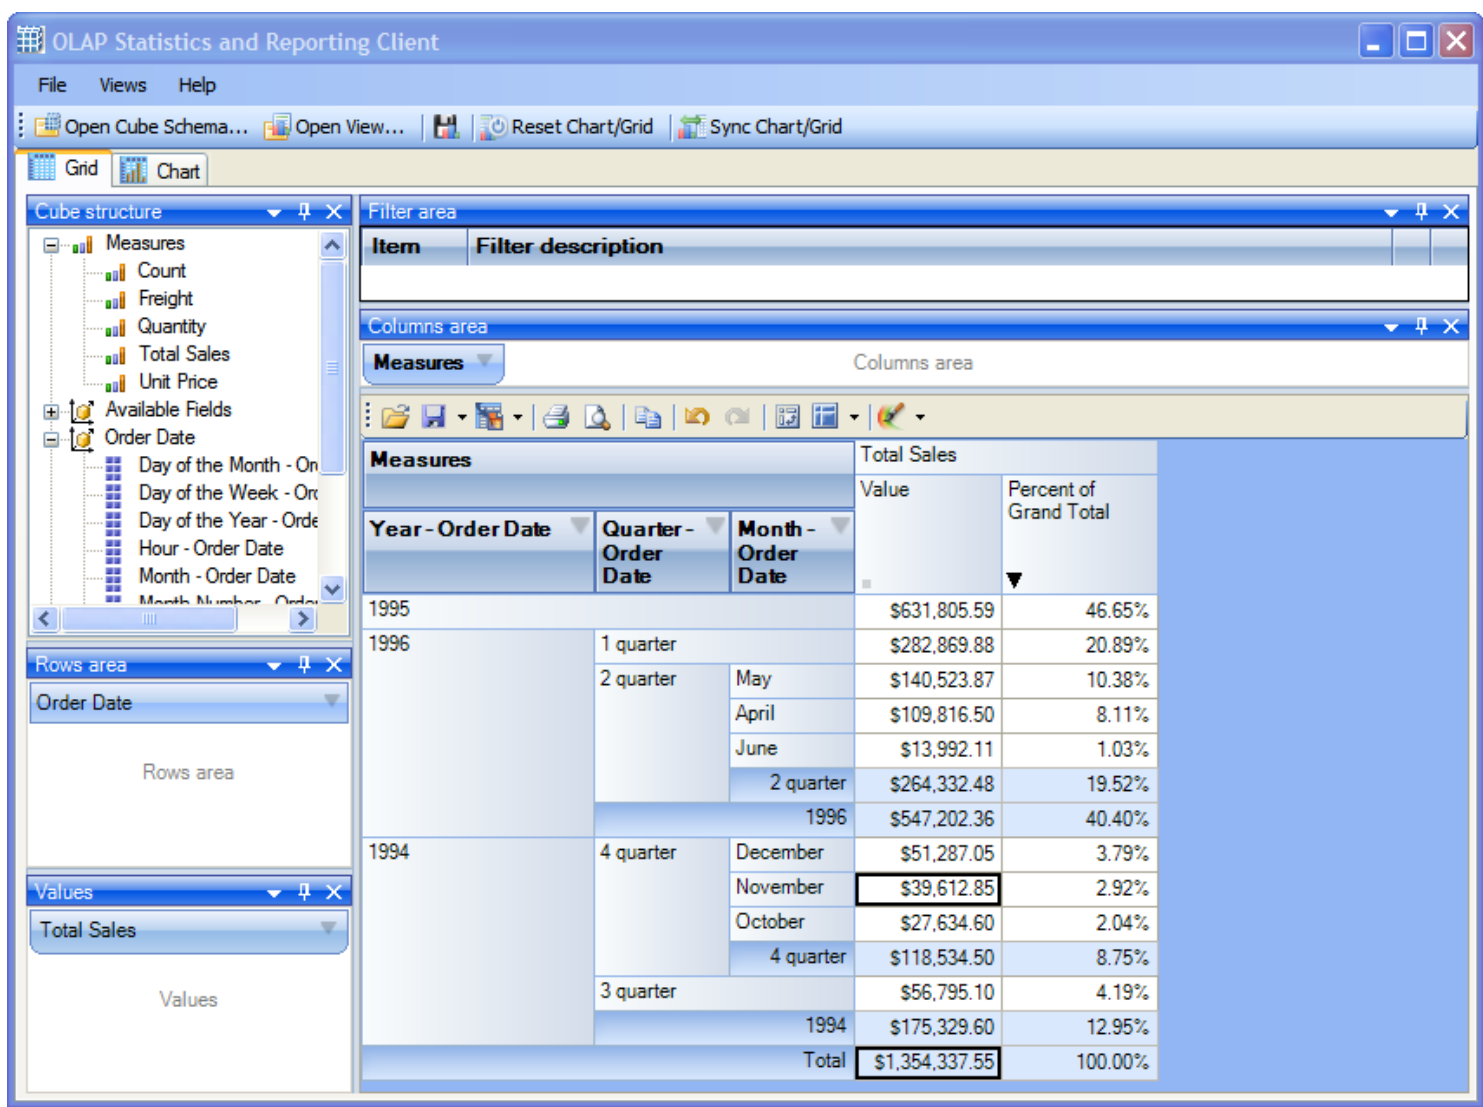 OLAP Statistics and Reporting Client
File Views Help
Open Cube Schema... Open View... Reset Chart/Grid Sync Chart/Grid
Grid Chart
Cube structure
Measures
Count
Freight
Quantity
Total Sales
Unit Price
Available Fields
Order Date
Day of the Month - Or
Day of the Week - Or
Day of the Year - Orde
Hour - Order Date
Month - Order Date
Month Number - Order
Rows area
Order Date
Rows area
Values
Total Sales
Values
Filter area
Item Filter description
Columns area
Measures Columns area
Measures Total Sales
Value Percent of
Grand Total
Year - Order Date Quarter - Month -
Order Order
Date Date
1995 $631,805.59 46.65%
1996 1 quarter $282,869.88 20.89%
2 quarter May $140,523.87 10.38%
April $109,816.50 8.11%
June $13,992.11 1.03%
2 quarter $264,332.48 19.52%
1996 $547,202.36 40.40%
1994 4 quarter December $51,287.05 3.79%
November $39,612.85 2.92%
October $27,634.60 2.04%
4 quarter $118,534.50 8.75%
3 quarter $56,795.10 4.19%
1994 $175,329.60 12.95%
Total $1,354,337.55 100.00%